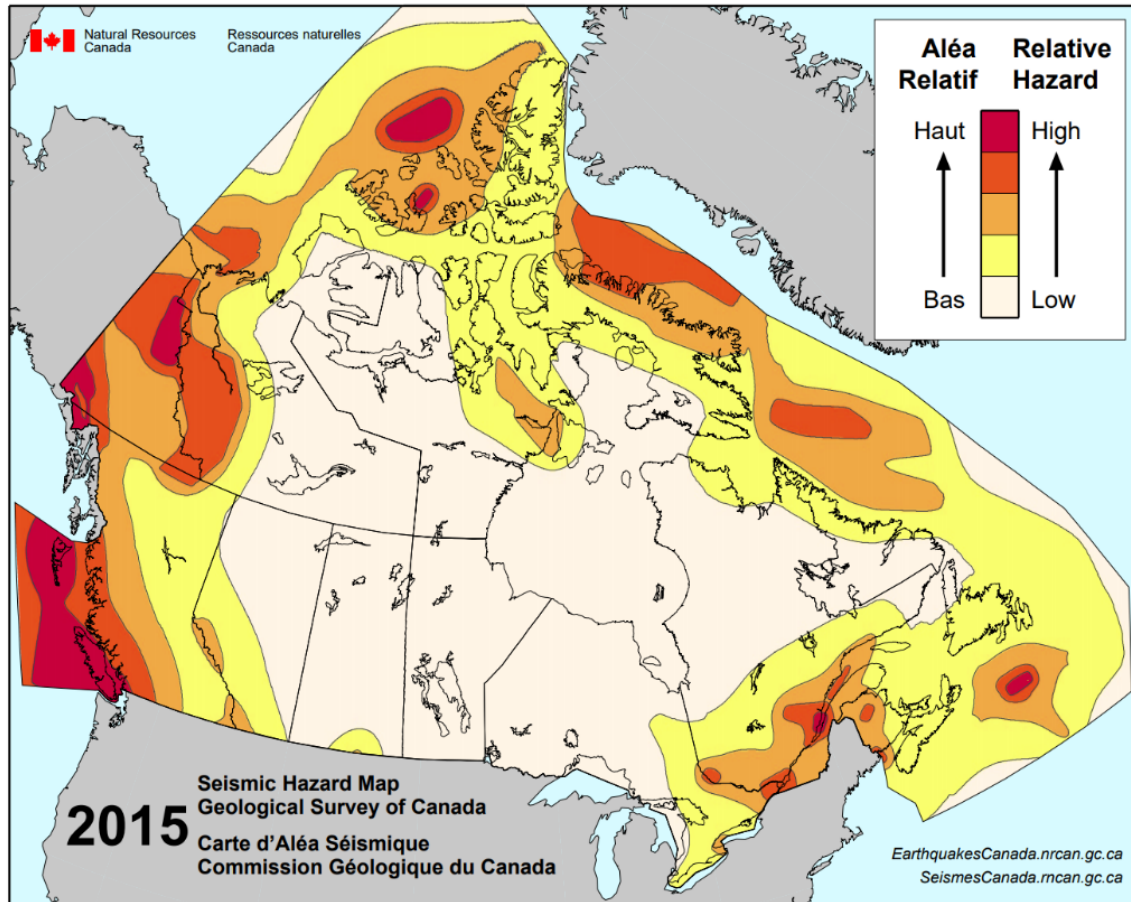 Natural Resources
Canada
Ressources naturelles
Canada
Aléa
Relatif
Relative
Hazard
Haut
High
Bas
Low
2015
Seismic Hazard Map
Geological Survey of Canada
Carte d’Aléa Séismique
Commission Géologique du Canada
EarthquakesCanada.nrcan.gc.ca
SeismesCanada.rncan.gc.ca